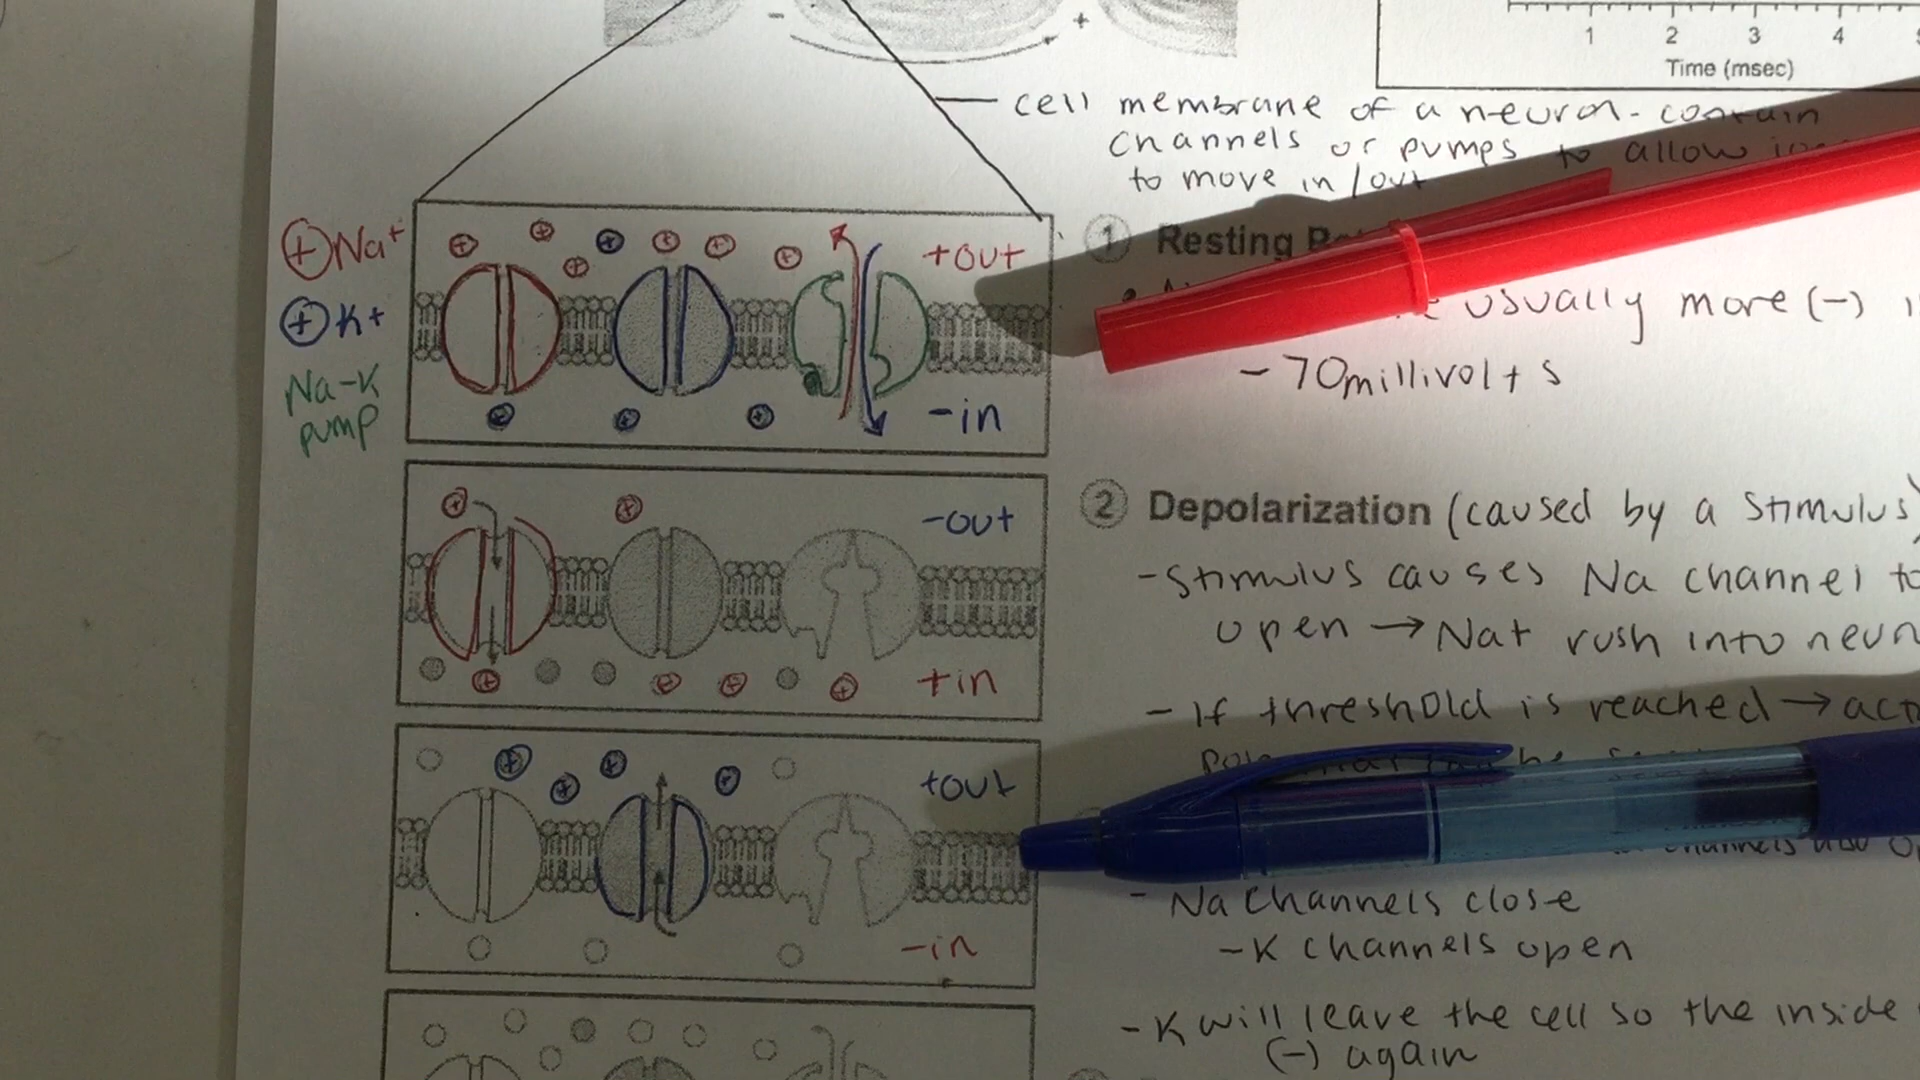 - +
1 2 3 4
Time (msec)
cell membrane of a neuron - contain
channels or pumps to allow
to move in/out
+ Na+
+ K+
Na-K
pump
+out
-in
1 Resting
usually more (-)
-70 millivolts
-out
+in
2 Depolarization (caused by a stimulus)
- Stimulus causes Na channel to
open → Na+ rush into
- If threshold is reached →
+out
-in
channels also
- Na channels close
- K channels open
- K will leave the cell so the inside
(-) again